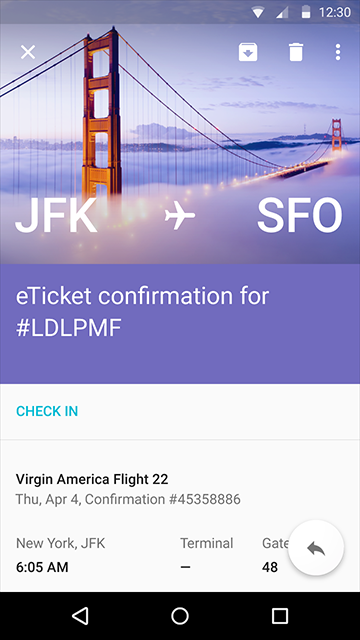 12:30
JFK SFO
eTicket confirmation for
#LDLPMF
CHECK IN
Virgin America Flight 22
Thu, Apr 4, Confirmation #45358886
New York, JFK Terminal Gate
6:05 AM — 48